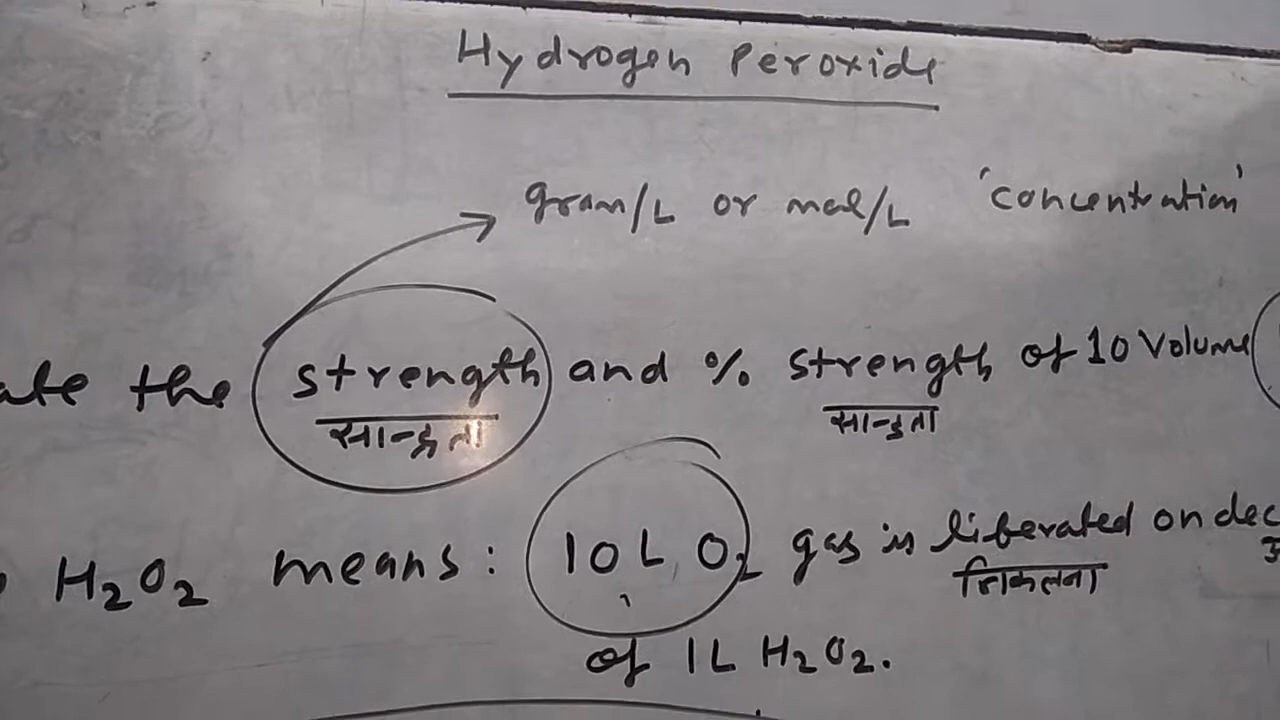 Hydrogen Peroxide
gram/L or mol/L 'concentration'
ate the strength and % strength of 10 Volume
सान्द्रता सान्द्रता
H2O2 means: 10 L O2 gas is liberated on dec
निकलना
of 1L H2O2.